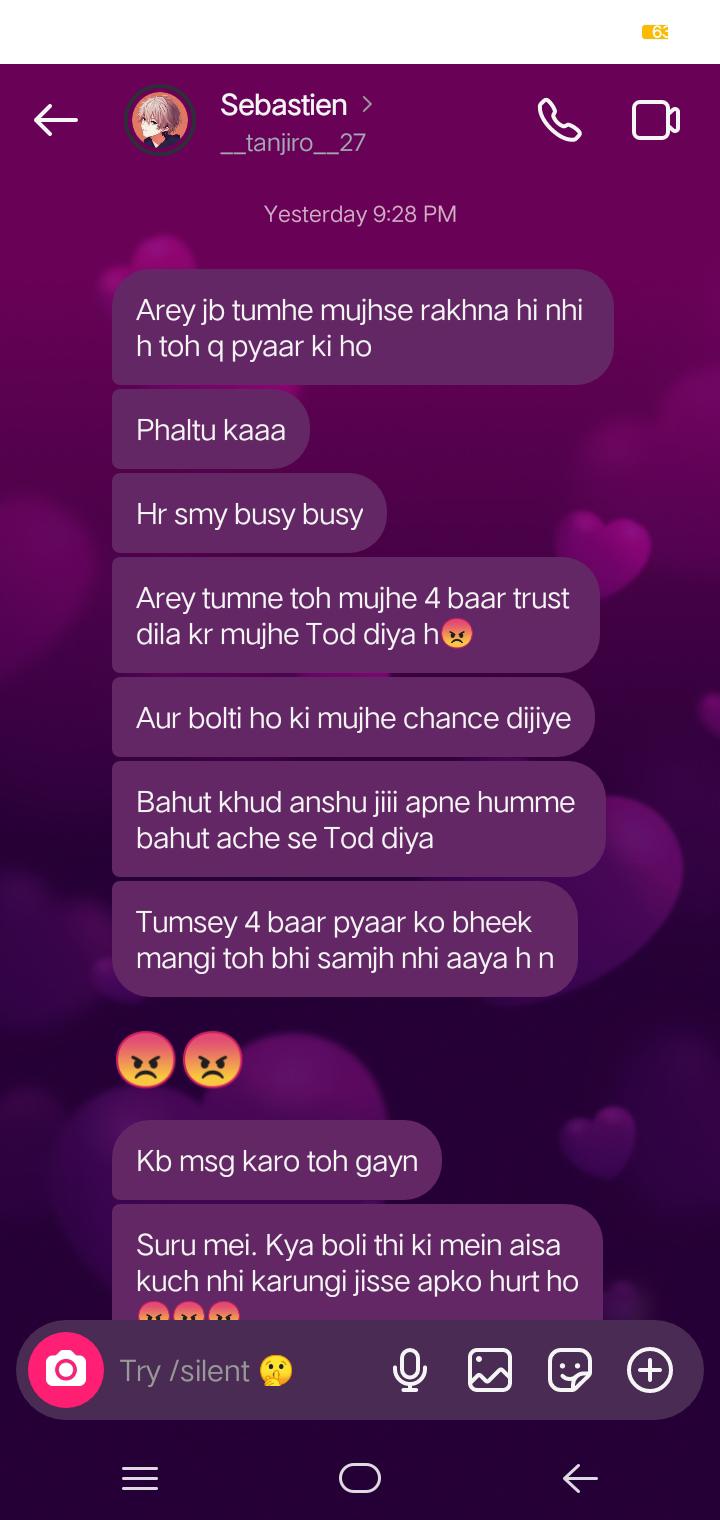 63
Sebastien
__tanjiro__27
Yesterday 9:28 PM
Arey jb tumhe mujhse rakhna hi nhi
h toh q pyaar ki ho
Phaltu kaaa
Hr smy busy busy
Arey tumne toh mujhe 4 baar trust
dila kr mujhe Tod diya h😡
Aur bolti ho ki mujhe chance dijiye
Bahut khud anshu jiii apne humme
bahut ache se Tod diya
Tumsey 4 baar pyaar ko bheek
mangi toh bhi samjh nhi aaya h n
😡😡
Kb msg karo toh gayn
Suru mei. Kya boli thi ki mein aisa
kuch nhi karungi jisse apko hurt ho
😡😡😡
Try /silent 🤫